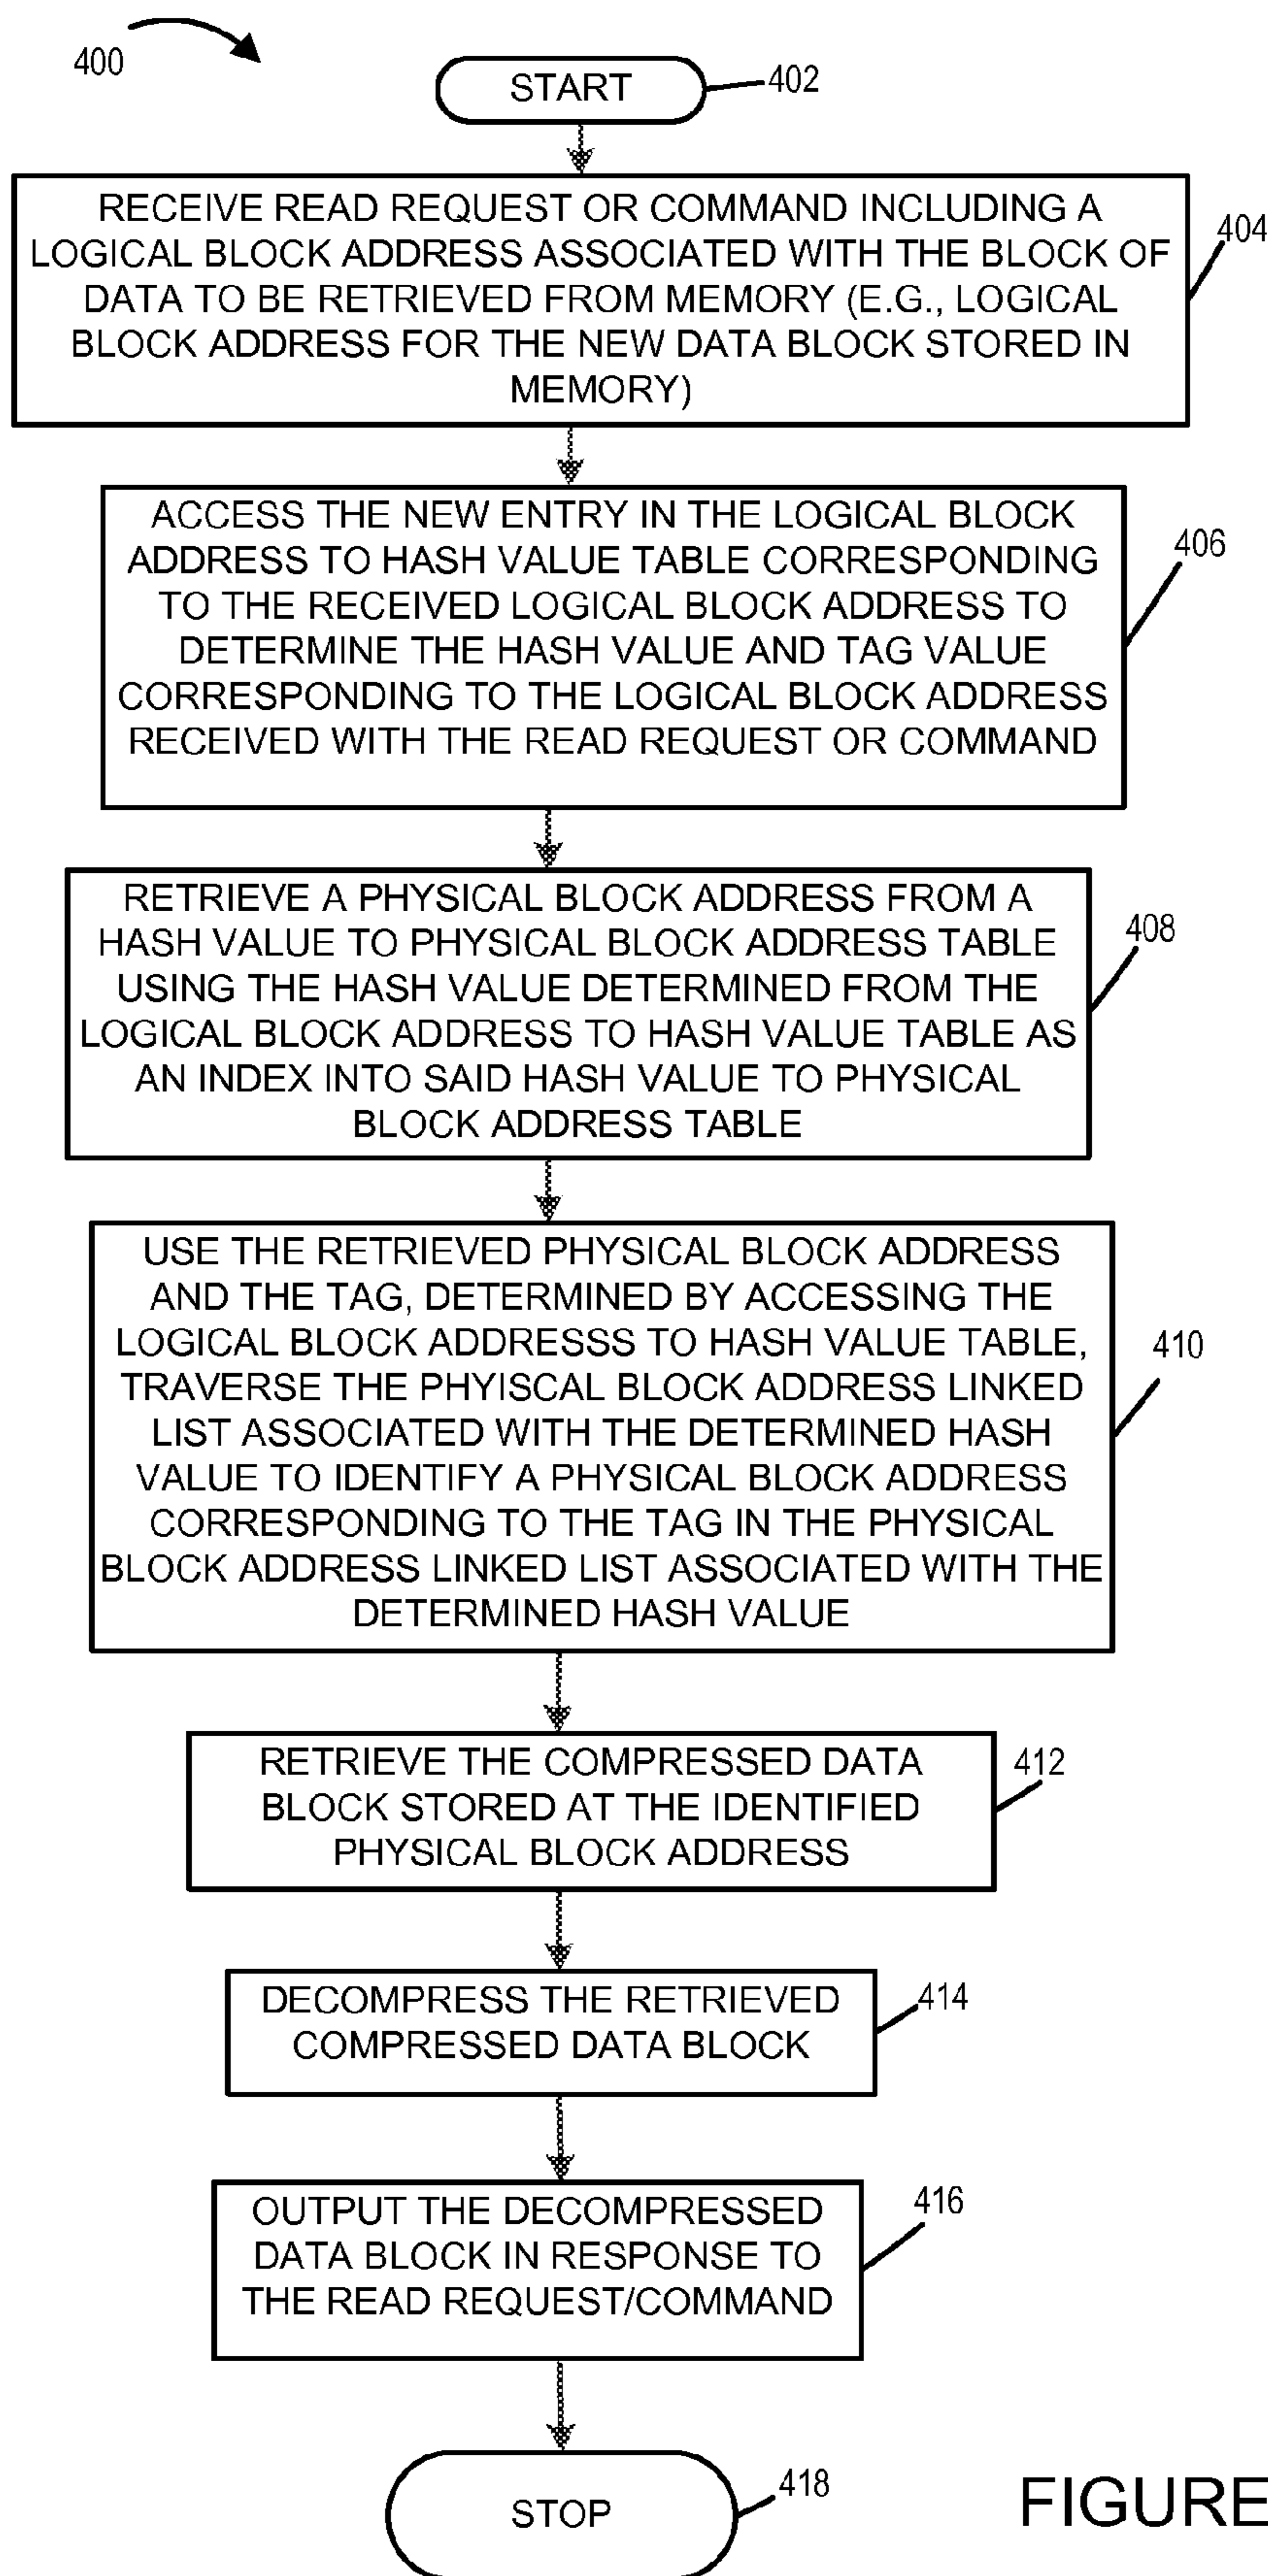 400
START
402
RECEIVE READ REQUEST OR COMMAND INCLUDING A
LOGICAL BLOCK ADDRESS ASSOCIATED WITH THE BLOCK OF
DATA TO BE RETRIEVED FROM MEMORY (E.G., LOGICAL
BLOCK ADDRESS FOR THE NEW DATA BLOCK STORED IN
MEMORY)
404
ACCESS THE NEW ENTRY IN THE LOGICAL BLOCK
ADDRESS TO HASH VALUE TABLE CORRESPONDING
TO THE RECEIVED LOGICAL BLOCK ADDRESS TO
DETERMINE THE HASH VALUE AND TAG VALUE
CORRESPONDING TO THE LOGICAL BLOCK ADDRESS
RECEIVED WITH THE READ REQUEST OR COMMAND
406
RETRIEVE A PHYSICAL BLOCK ADDRESS FROM A
HASH VALUE TO PHYSICAL BLOCK ADDRESS TABLE
USING THE HASH VALUE DETERMINED FROM THE
LOGICAL BLOCK ADDRESS TO HASH VALUE TABLE AS
AN INDEX INTO SAID HASH VALUE TO PHYSICAL
BLOCK ADDRESS TABLE
408
USE THE RETRIEVED PHYSICAL BLOCK ADDRESS
AND THE TAG, DETERMINED BY ACCESSING THE
LOGICAL BLOCK ADDRESSS TO HASH VALUE TABLE,
TRAVERSE THE PHYISCAL BLOCK ADDRESS LINKED
LIST ASSOCIATED WITH THE DETERMINED HASH
VALUE TO IDENTIFY A PHYSICAL BLOCK ADDRESS
CORRESPONDING TO THE TAG IN THE PHYSICAL
BLOCK ADDRESS LINKED LIST ASSOCIATED WITH THE
DETERMINED HASH VALUE
410
RETRIEVE THE COMPRESSED DATA
BLOCK STORED AT THE IDENTIFIED
PHYSICAL BLOCK ADDRESS
412
DECOMPRESS THE RETRIEVED
COMPRESSED DATA BLOCK
414
OUTPUT THE DECOMPRESSED
DATA BLOCK IN RESPONSE TO
THE READ REQUEST/COMMAND
416
STOP
418
FIGURE